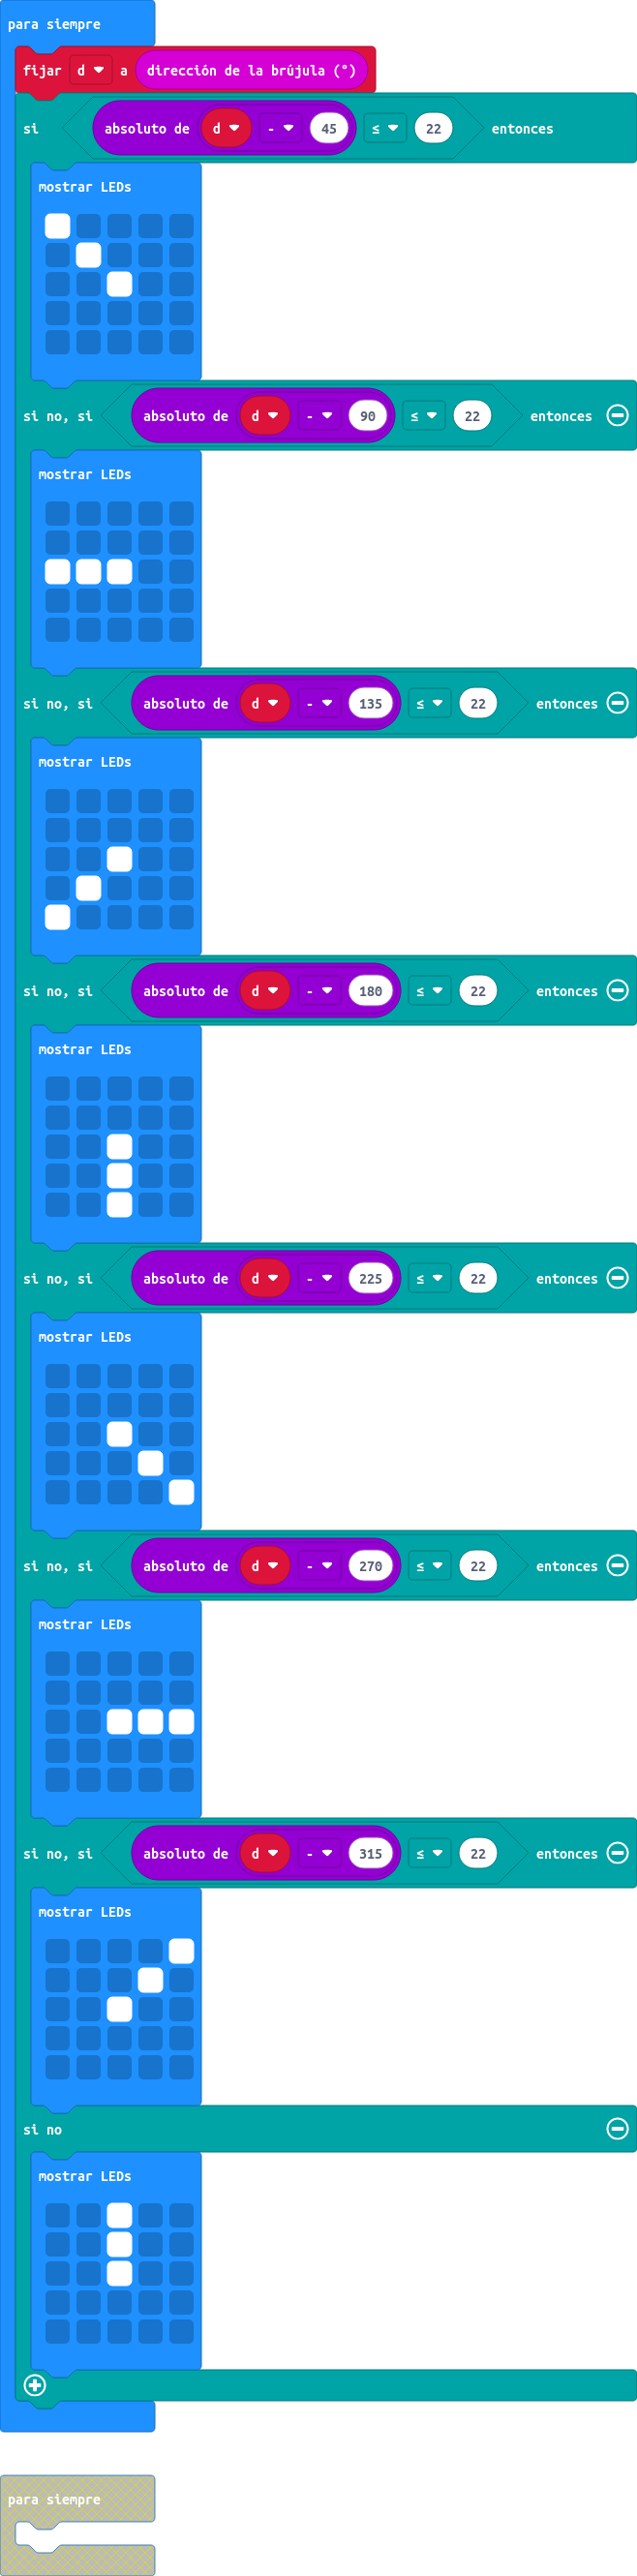 para siempre
fijar d a dirección de la brújula (°)
si absoluto de d - 45 ≤ 22 entonces
mostrar LEDs
si no, si absoluto de d - 90 ≤ 22 entonces
mostrar LEDs
si no, si absoluto de d - 135 ≤ 22 entonces
mostrar LEDs
si no, si absoluto de d - 180 ≤ 22 entonces
mostrar LEDs
si no, si absoluto de d - 225 ≤ 22 entonces
mostrar LEDs
si no, si absoluto de d - 270 ≤ 22 entonces
mostrar LEDs
si no, si absoluto de d - 315 ≤ 22 entonces
mostrar LEDs
si no
mostrar LEDs
para siempre